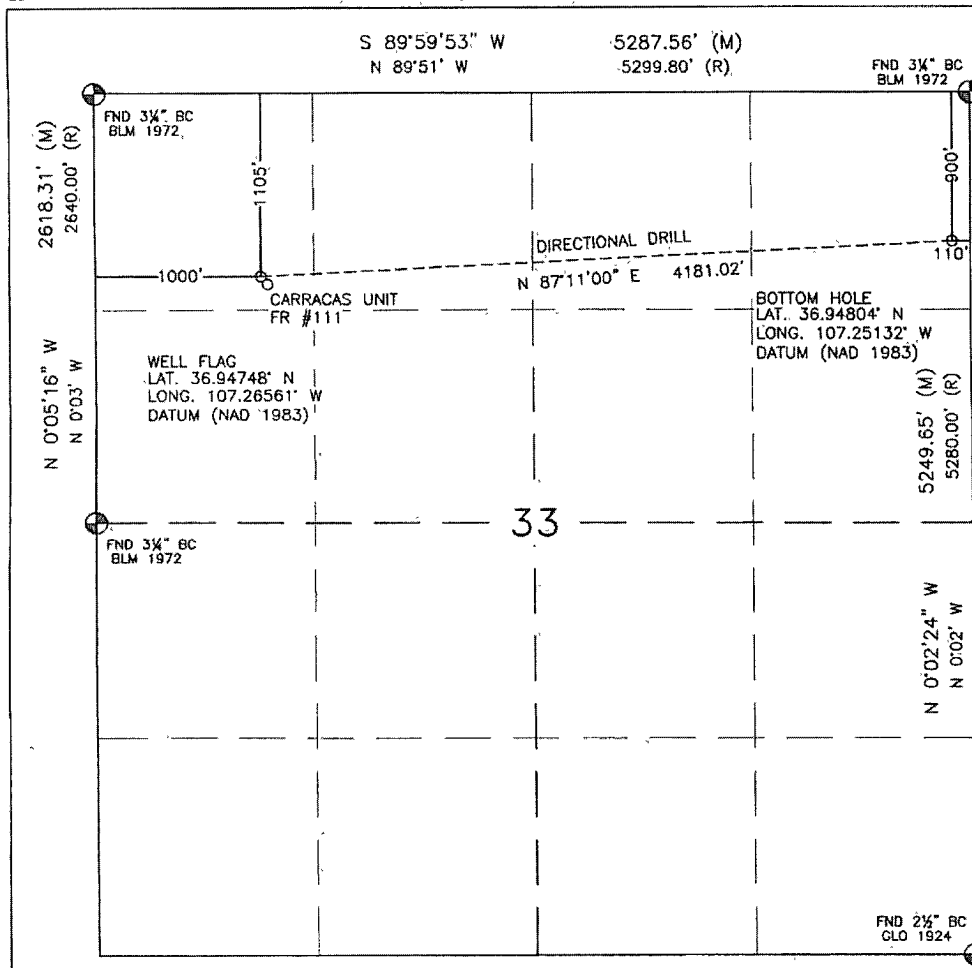 S 89°59'53" W 5287.56' (M)
N 89°51' W 5299.80' (R)
FND 3¼" BC
BLM 1972
FND 3¼" BC
BLM 1972
2618.31' (M)
2640.00' (R)
1105'
900'
DIRECTIONAL DRILL
1000'
N 87°11'00" E 4181.02'
110'
CARRACAS UNIT
FR #111
BOTTOM HOLE
LAT. 36.94804° N
LONG. 107.25132° W
DATUM (NAD 1983)
WELL FLAG
LAT. 36.94748° N
LONG. 107.26561° W
DATUM (NAD 1983)
N 0°05'16" W
N 0°03' W
5249.65' (M)
5280.00' (R)
33
FND 3¼" BC
BLM 1972
N 0°02'24" W
N 0°02' W
FND 2½" BC
GLO 1924